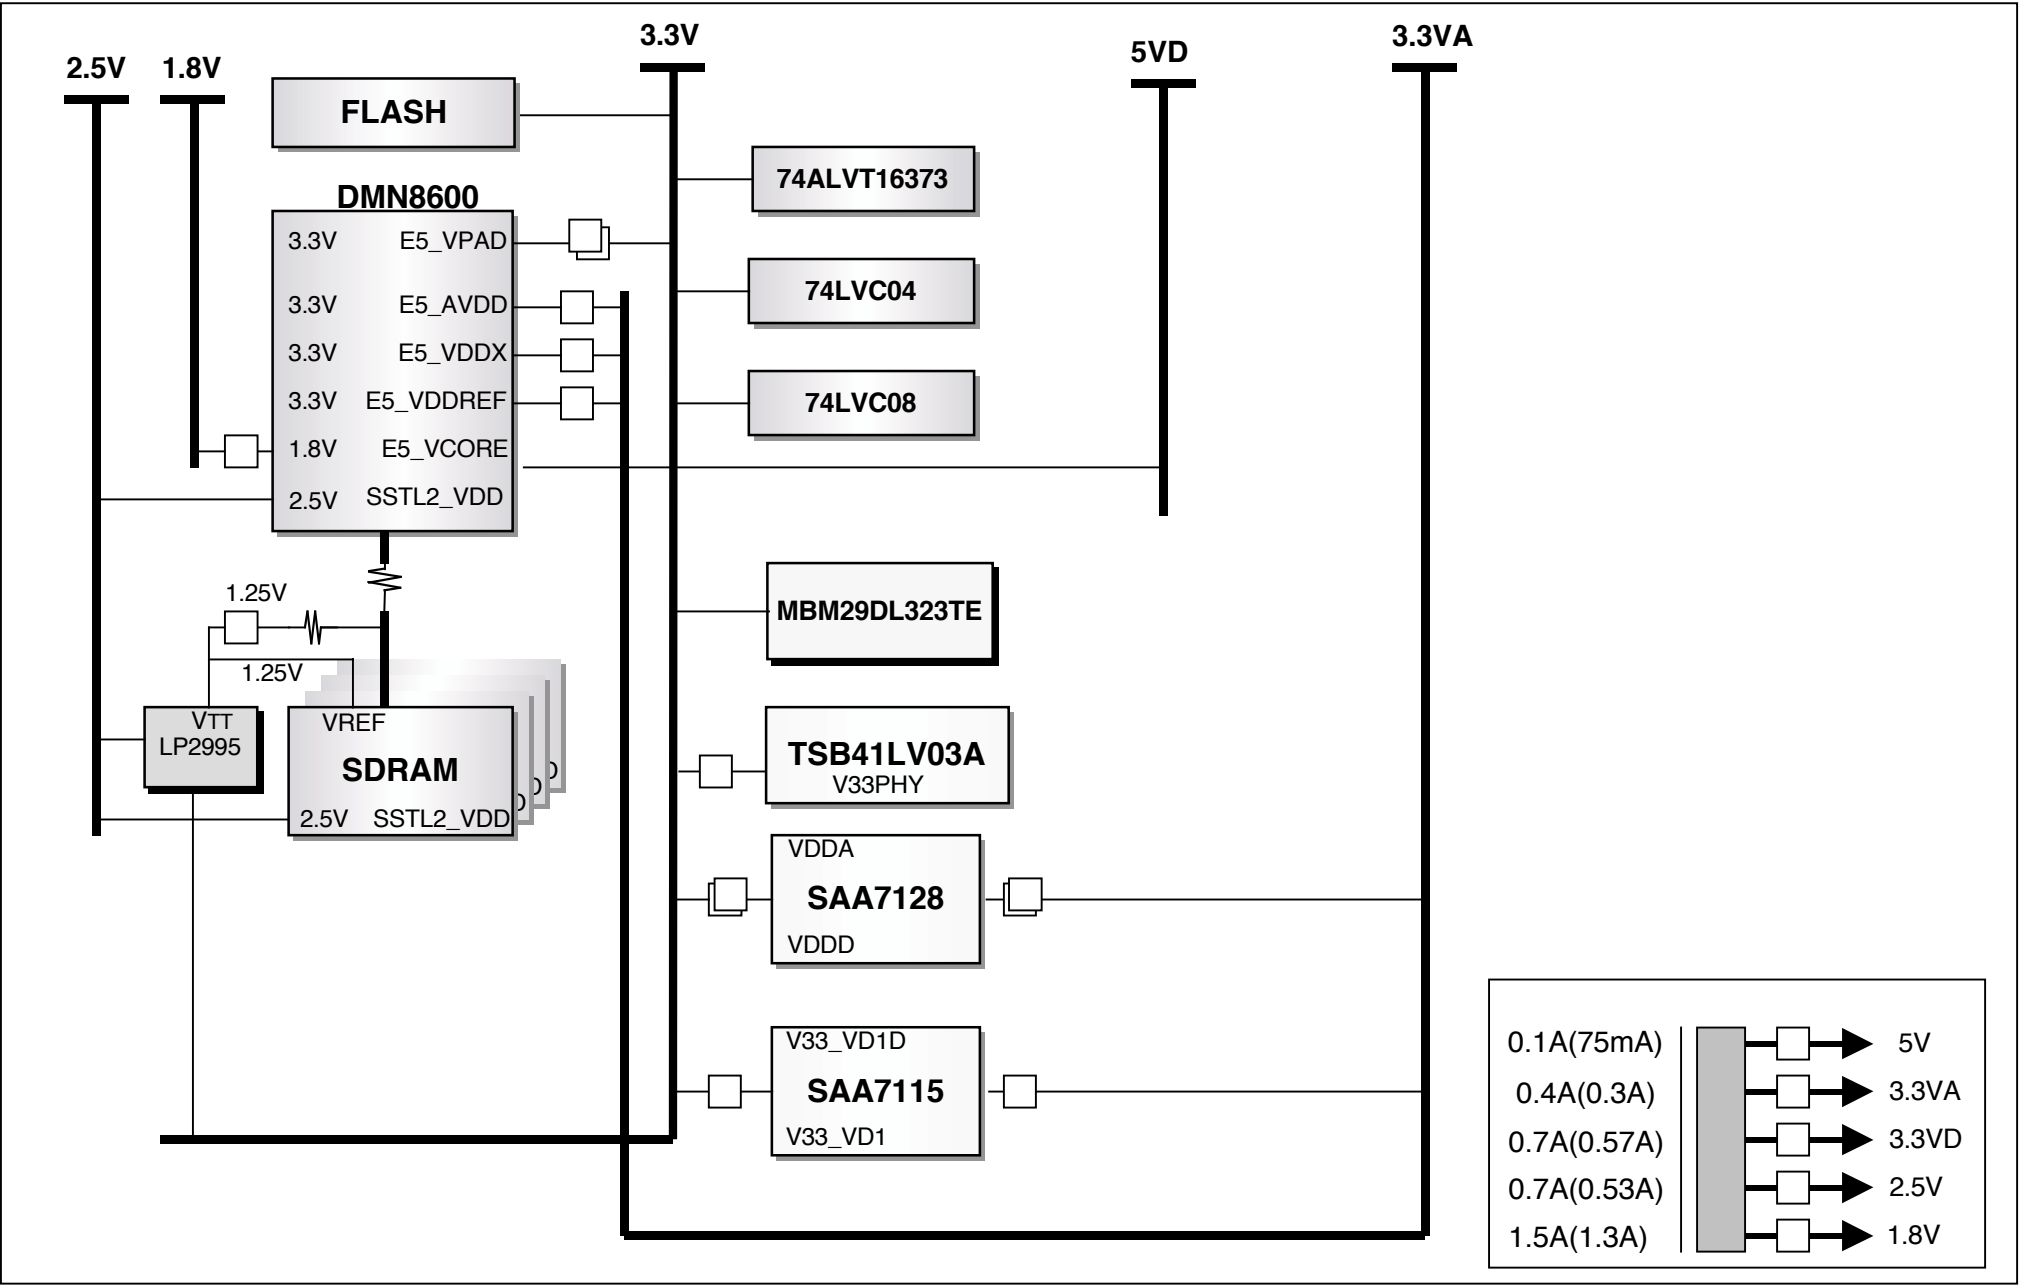 3.3V
3.3VA
5VD
2.5V
1.8V
FLASH
74ALVT16373
DMN8600
3.3V E5_VPAD
3.3V E5_AVDD
74LVC04
3.3V E5_VDDX
3.3V E5_VDDREF
74LVC08
1.8V E5_VCORE
2.5V SSTL2_VDD
1.25V
MBM29DL323TE
1.25V
VTT
LP2995
VREF
SDRAM
2.5V SSTL2_VDD
D
D
D
TSB41LV03A
V33PHY
VDDA
SAA7128
VDDD
V33_VD1D
SAA7115
V33_VD1
0.1A(75mA) 5V
0.4A(0.3A) 3.3VA
0.7A(0.57A) 3.3VD
0.7A(0.53A) 2.5V
1.5A(1.3A) 1.8V